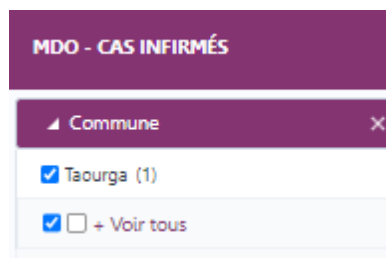 MDO - CAS INFIRMÉS
Commune
Taourga (1)
+ Voir tous